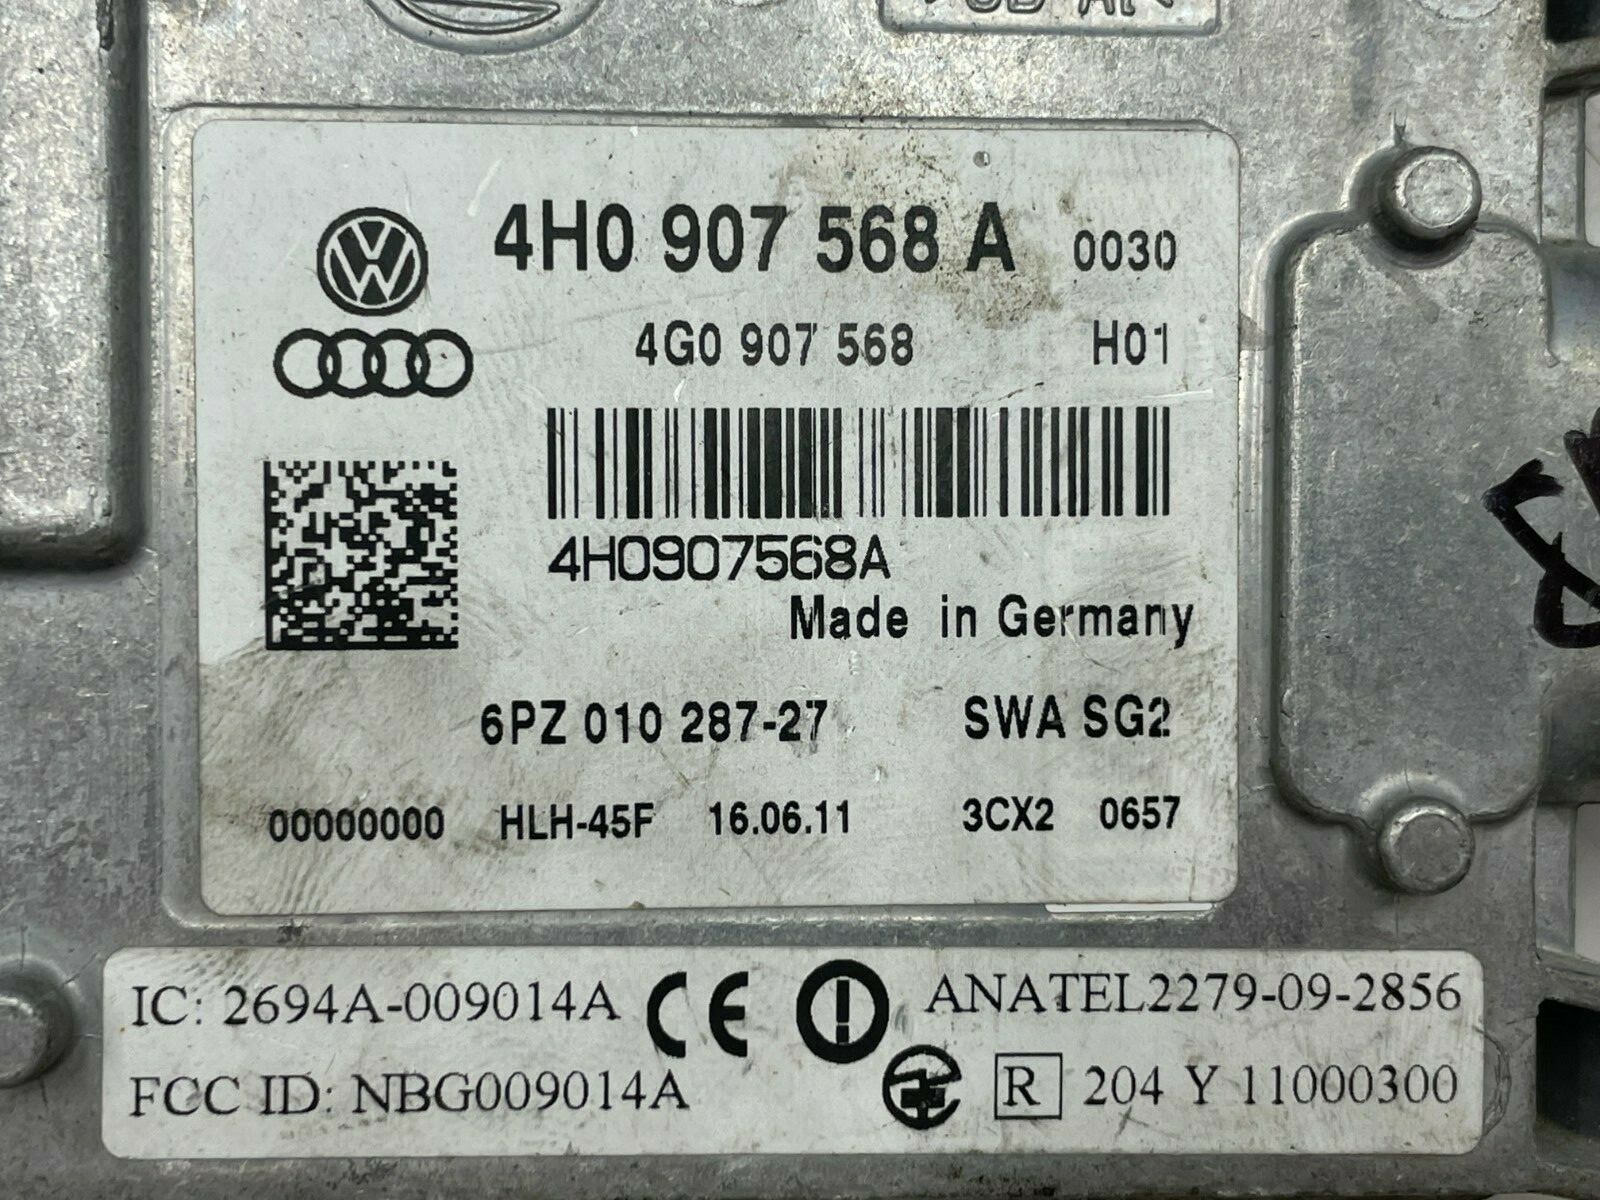 4H0 907 568 A 0030
4G0 907 568 H01
4H0907568A
Made in Germany
6PZ 010 287-27 SWA SG2
00000000 HLH-45F 16.06.11 3CX2 0657
IC: 2694A-009014A CE ANATEL2279-09-2856
FCC ID: NBG009014A R 204 Y 11000300